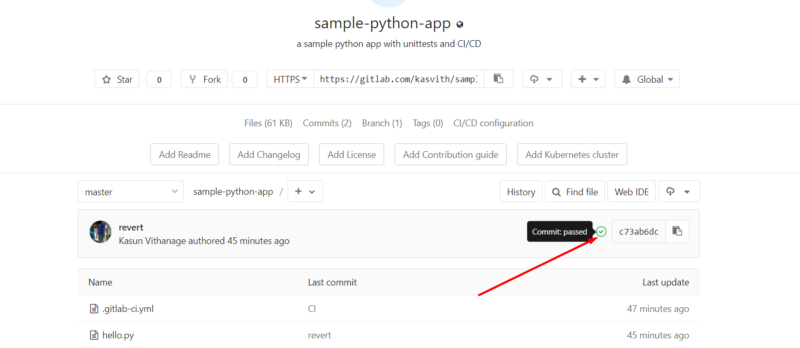 sample-python-app
a sample python app with unittests and CI/CD
Star 0 Fork 0 HTTPS https://gitlab.com/kasvith/samp Global
Files (61 KB) Commits (2) Branch (1) Tags (0) CI/CD configuration
Add Readme Add Changelog Add License Add Contribution guide Add Kubernetes cluster
master sample-python-app / + History Find file Web IDE
revert
Kasun Vithanage authored 45 minutes ago
Commit: passed c73ab6dc
Name Last commit Last update
.gitlab-ci.yml CI 47 minutes ago
hello.py revert 45 minutes ago